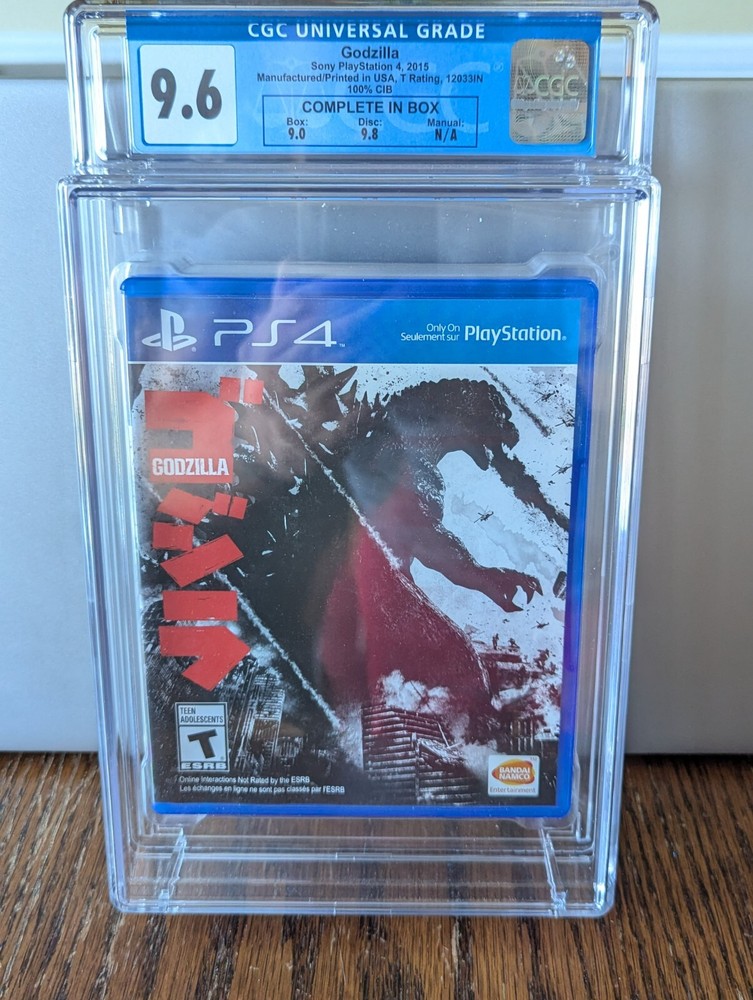 CGC UNIVERSAL GRADE
9.6
Godzilla
Sony PlayStation 4, 2015
Manufactured/Printed in USA, T Rating, 12033IN
100% CIB
COMPLETE IN BOX
Box: Disc: Manual:
9.0 9.8 N/A
CGC
PS4™
Only On
Seulement sur
PlayStation®
ゴジラ
GODZILLA
TEEN
ADOLESCENTS
T
ESRB
Online Interactions Not Rated by the ESRB
Les échanges en ligne ne sont pas classés par l'ESRB
BANDAI
NAMCO
Entertainment